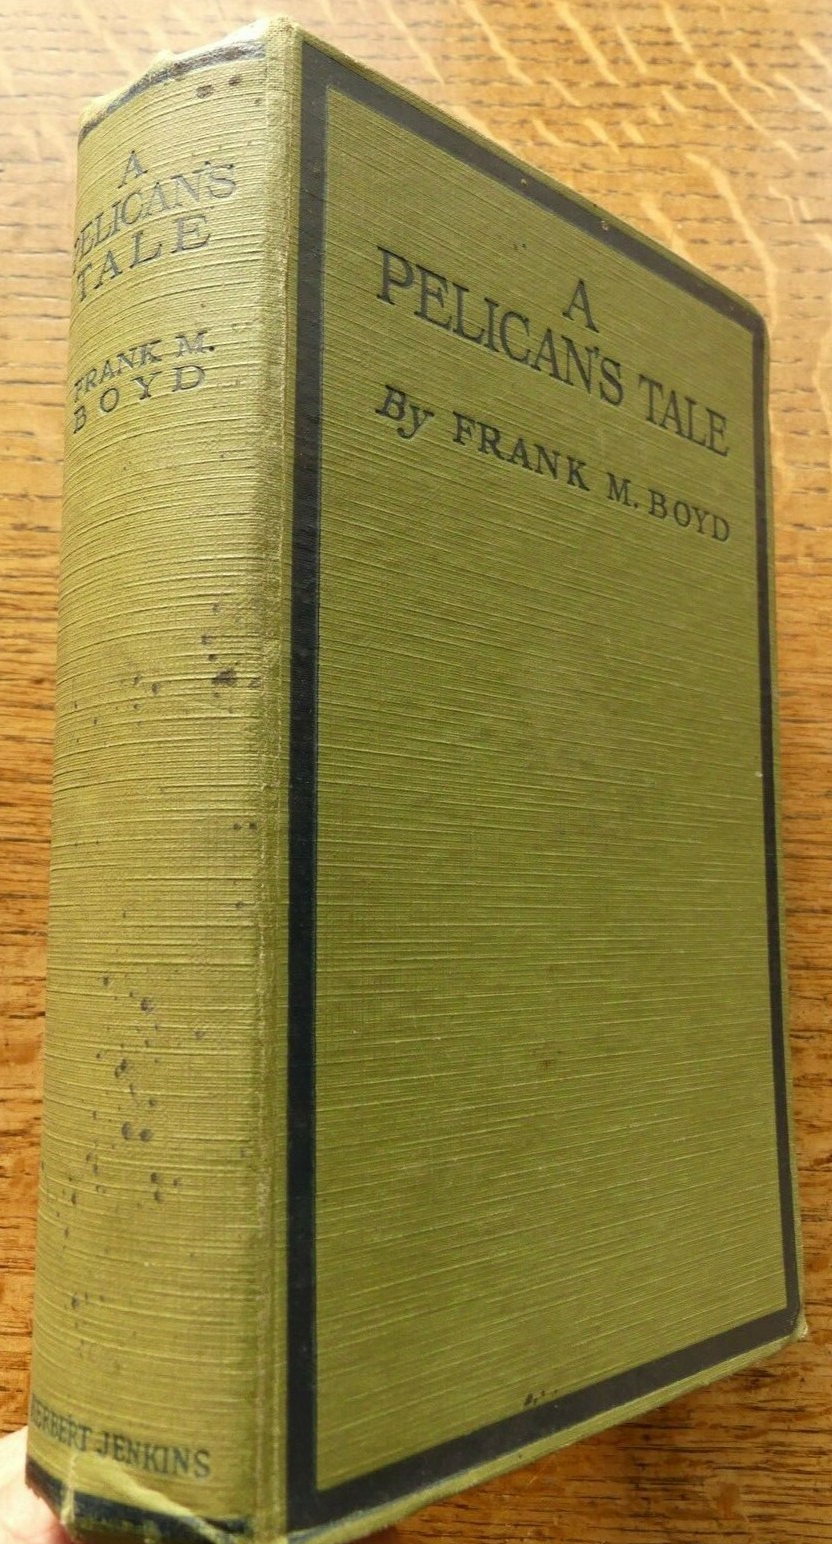 A
PELICAN'S
TALE
FRANK M.
BOYD
HERBERT JENKINS
A
PELICAN'S TALE
By FRANK M. BOYD